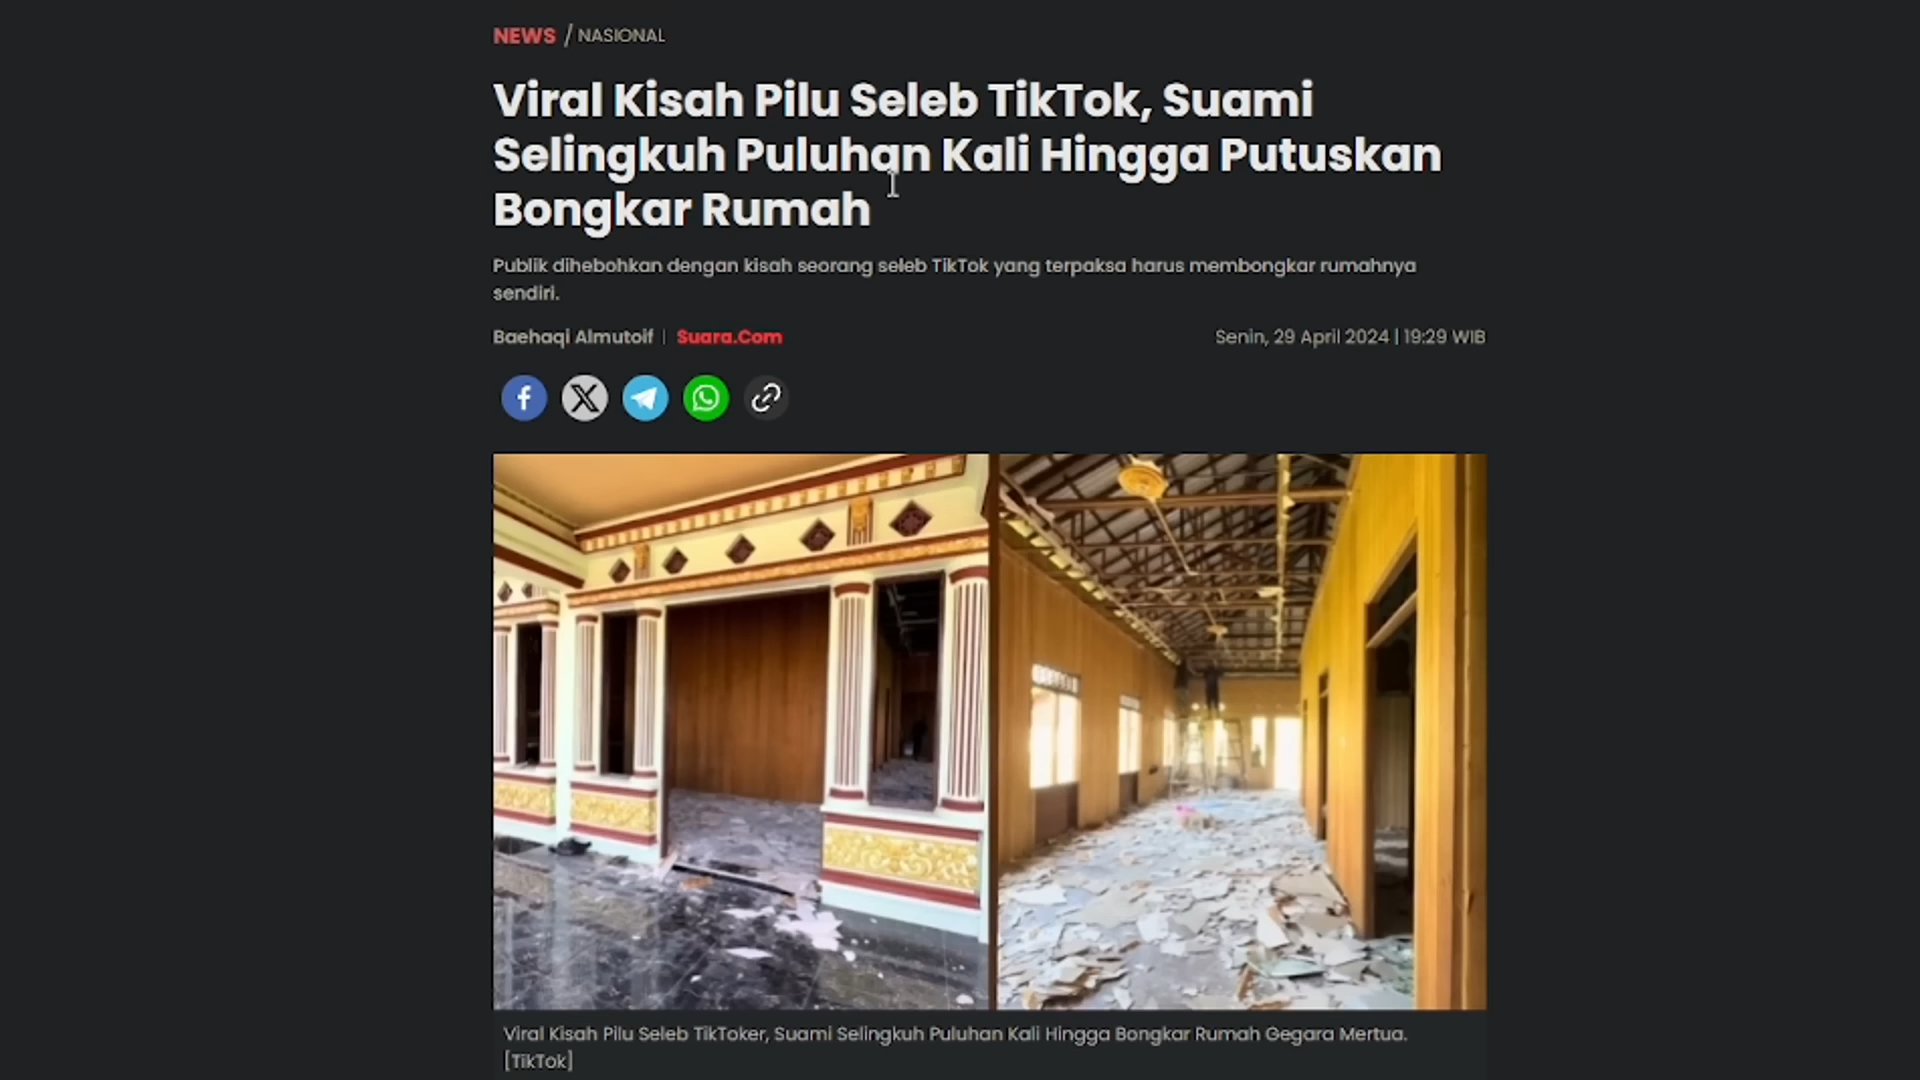 NEWS / NASIONAL
Viral Kisah Pilu Seleb TikTok, Suami
Selingkuh Puluhan Kali Hingga Putuskan
Bongkar Rumah
Publik dihebohkan dengan kisah seorang seleb TikTok yang terpaksa harus membongkar rumahnya
sendiri.
Baehaqi Almutoif | Suara.Com
Senin, 29 April 2024 | 19:29 WIB
Viral Kisah Pilu Seleb TikToker, Suami Selingkuh Puluhan Kali Hingga Bongkar Rumah Gegara Mertua.
[TikTok]